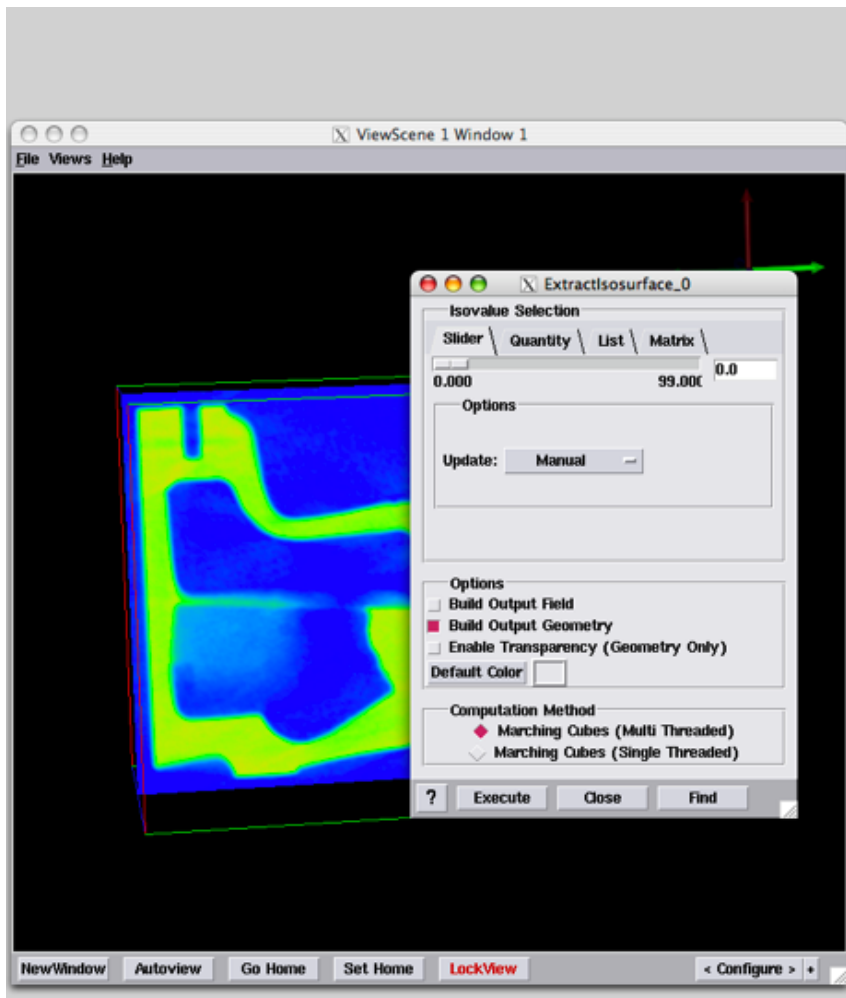 X ViewScene 1 Window 1
File Views Help
X ExtractIsosurface_0
Isovalue Selection
Slider Quantity List Matrix
0.0
0.000 99.00
Options
Update: Manual
Options
Build Output Field
Build Output Geometry
Enable Transparency (Geometry Only)
Default Color
Computation Method
Marching Cubes (Multi Threaded)
Marching Cubes (Single Threaded)
? Execute Close Find
NewWindow Autoview Go Home Set Home LockView < Configure > +